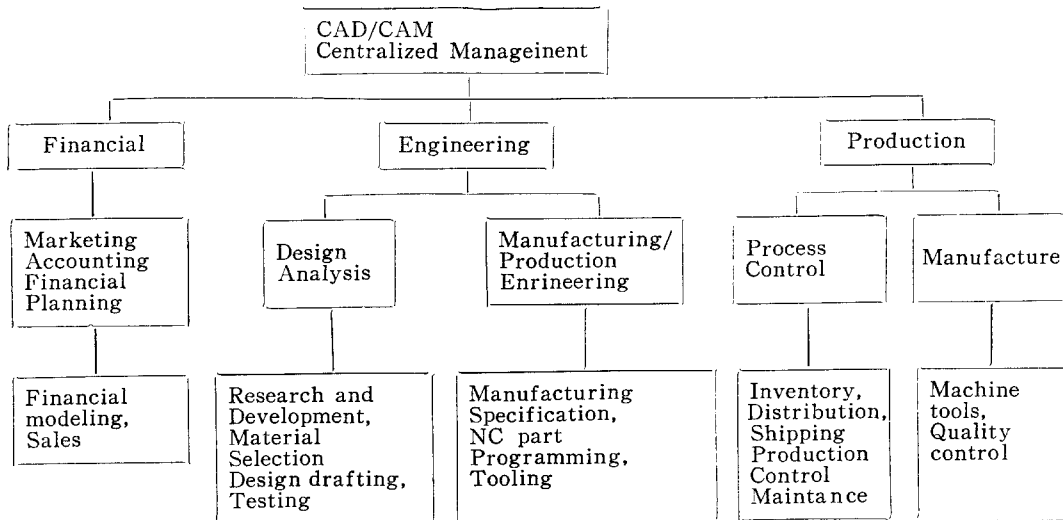 CAD/CAM
Centralized Manageinent
Financial
Engineering
Production
Marketing
Accounting
Financial
Planning
Design
Analysis
Manufacturing/
Production
Enrineering
Process
Control
Manufacture
Financial
modeling,
Sales
Research and
Development,
Material
Selection
Design drafting,
Testing
Manufacturing
Specification,
NC part
Programming,
Tooling
Inventory,
Distribution,
Shipping
Production
Control
Maintance
Machine
tools,
Quality
control